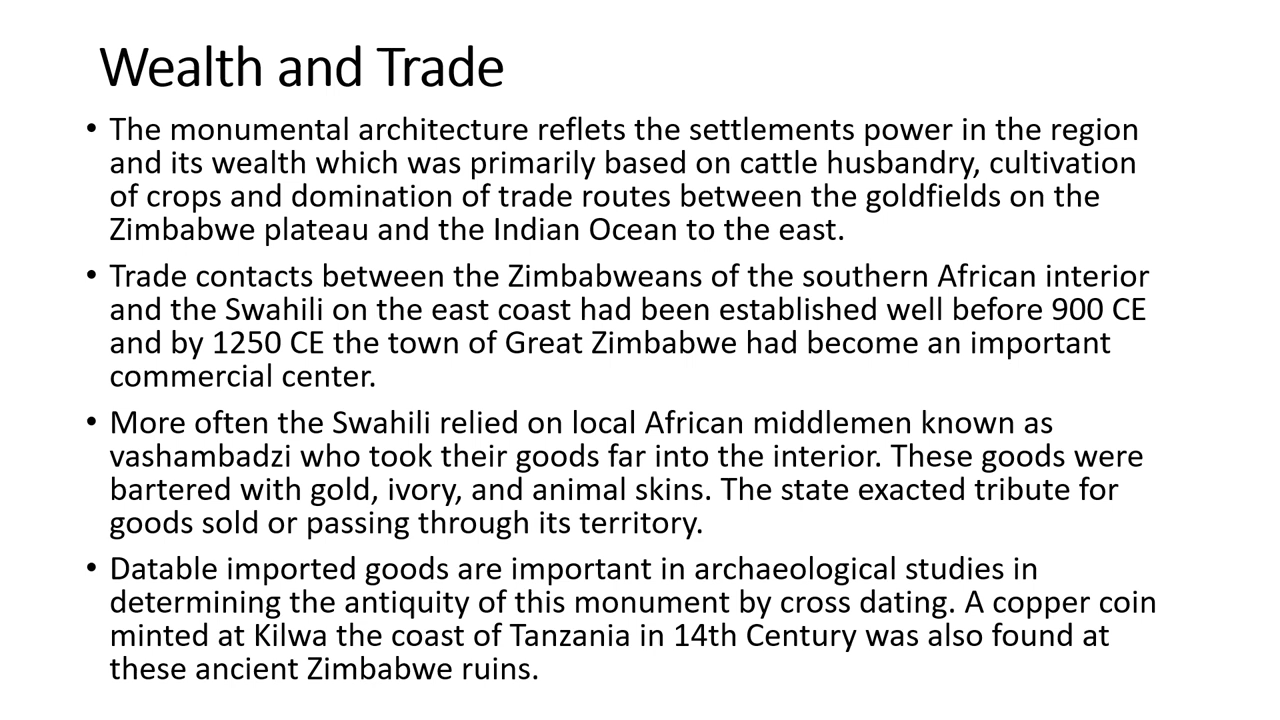 Wealth and Trade
• The monumental architecture reflets the settlements power in the region
and its wealth which was primarily based on cattle husbandry, cultivation
of crops and domination of trade routes between the goldfields on the
Zimbabwe plateau and the Indian Ocean to the east.
• Trade contacts between the Zimbabweans of the southern African interior
and the Swahili on the east coast had been established well before 900 CE
and by 1250 CE the town of Great Zimbabwe had become an important
commercial center.
• More often the Swahili relied on local African middlemen known as
vashambadzi who took their goods far into the interior. These goods were
bartered with gold, ivory, and animal skins. The state exacted tribute for
goods sold or passing through its territory.
• Datable imported goods are important in archaeological studies in
determining the antiquity of this monument by cross dating. A copper coin
minted at Kilwa the coast of Tanzania in 14th Century was also found at
these ancient Zimbabwe ruins.